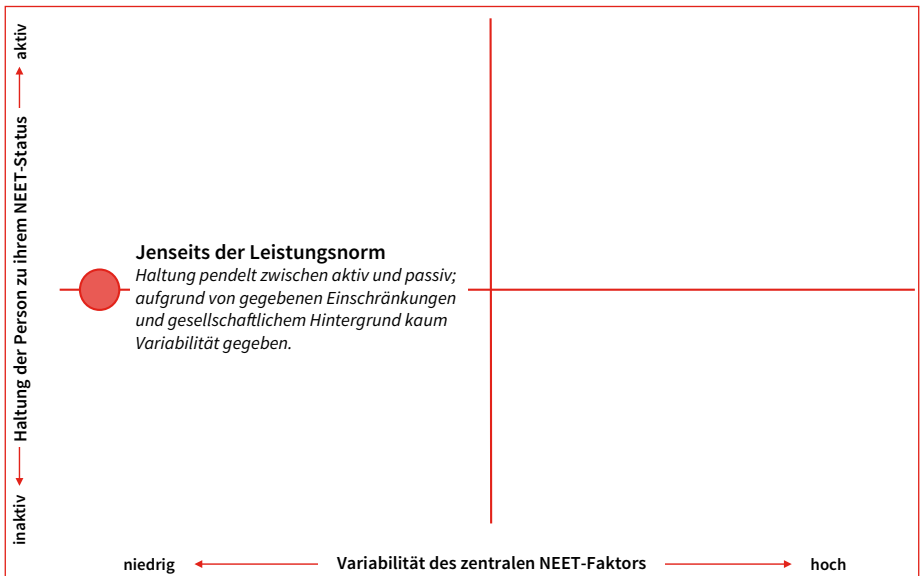 aktiv
Haltung der Person zu ihrem NEET-Status
inaktiv
Jenseits der Leistungsnorm
Haltung pendelt zwischen aktiv und passiv;
aufgrund von gegebenen Einschränkungen
und gesellschaftlichem Hintergrund kaum
Variabilität gegeben.
niedrig
Variabilität des zentralen NEET-Faktors
hoch